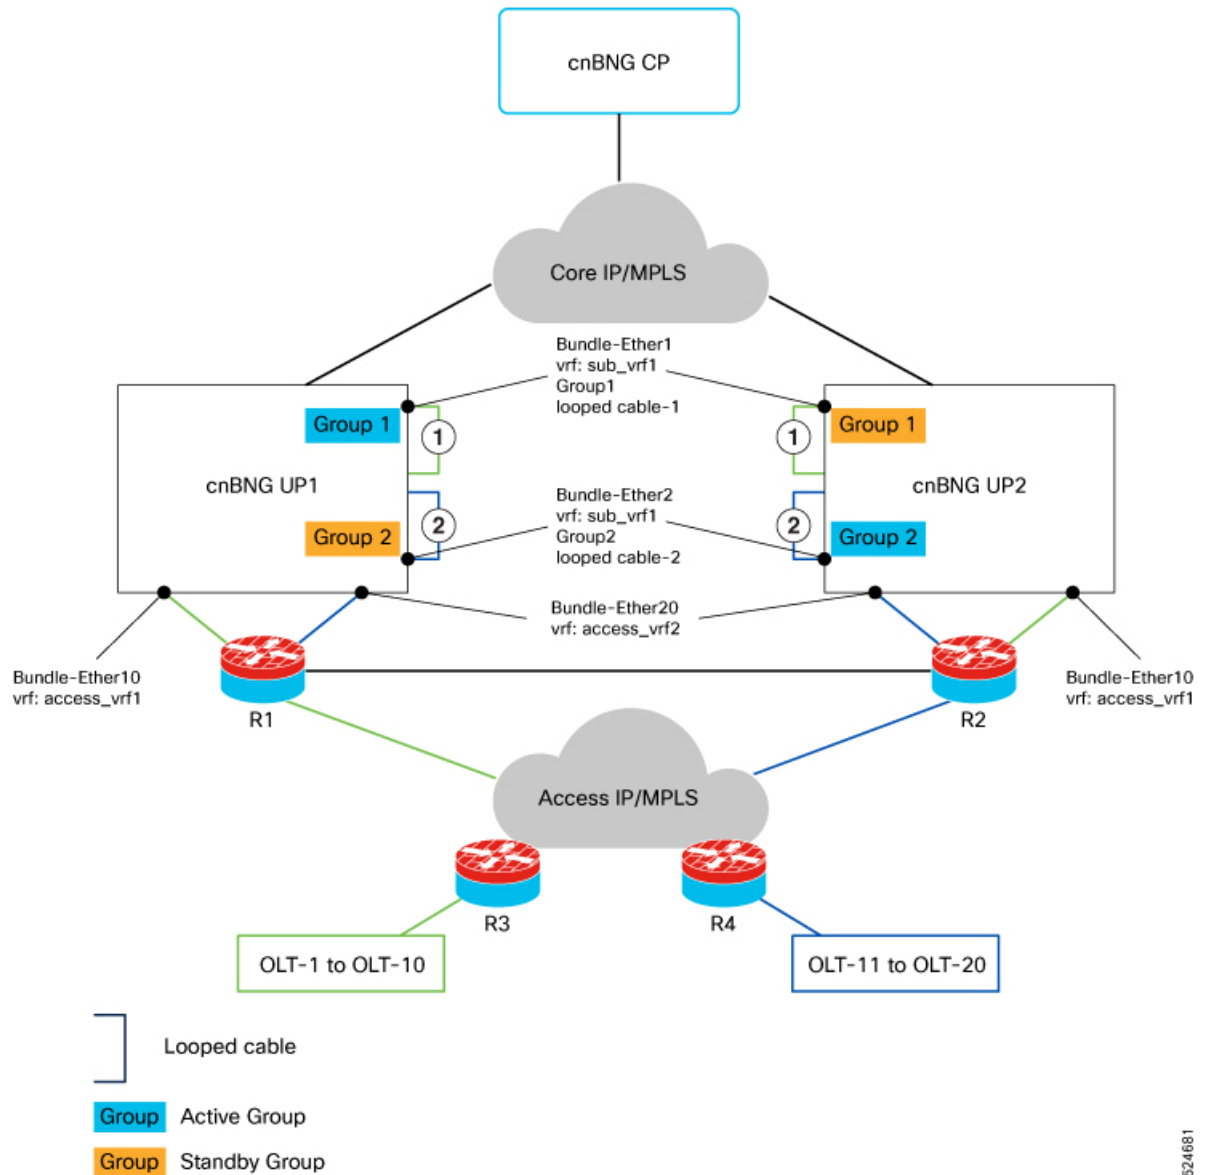 cnBNG CP
Core IP/MPLS
Bundle-Ether1
vrf: sub_vrf1
Group1
looped cable-1
Group 1
1
1
Group 1
cnBNG UP1
cnBNG UP2
Bundle-Ether2
vrf: sub_vrf1
Group2
looped cable-2
Group 2
2
2
Group 2
Bundle-Ether20
vrf: access_vrf2
Bundle-Ether10
vrf: access_vrf1
Bundle-Ether10
vrf: access_vrf1
R1
R2
Access IP/MPLS
R3
R4
OLT-1 to OLT-10
OLT-11 to OLT-20
Looped cable
Group Active Group
Group Standby Group
524681